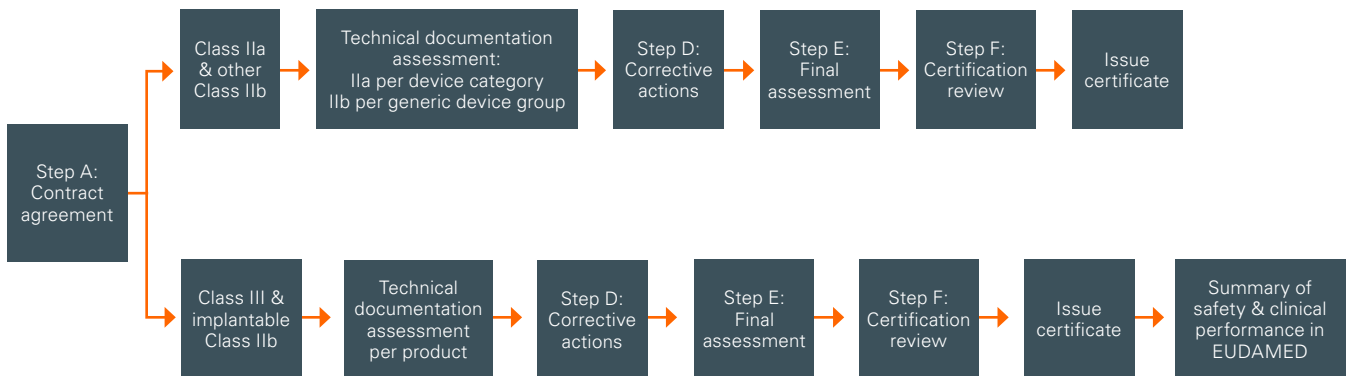 Class IIa
& other
Class IIb
Technical documentation
assessment:
IIa per device category
IIb per generic device group
Step D:
Corrective
actions
Step E:
Final
assessment
Step F:
Certification
review
Issue
certificate
Step A:
Contract
agreement
Class III &
implantable
Class IIb
Technical
documentation
assessment
per product
Step D:
Corrective
actions
Step E:
Final
assessment
Step F:
Certification
review
Issue
certificate
Summary of
safety & clinical
performance in
EUDAMED